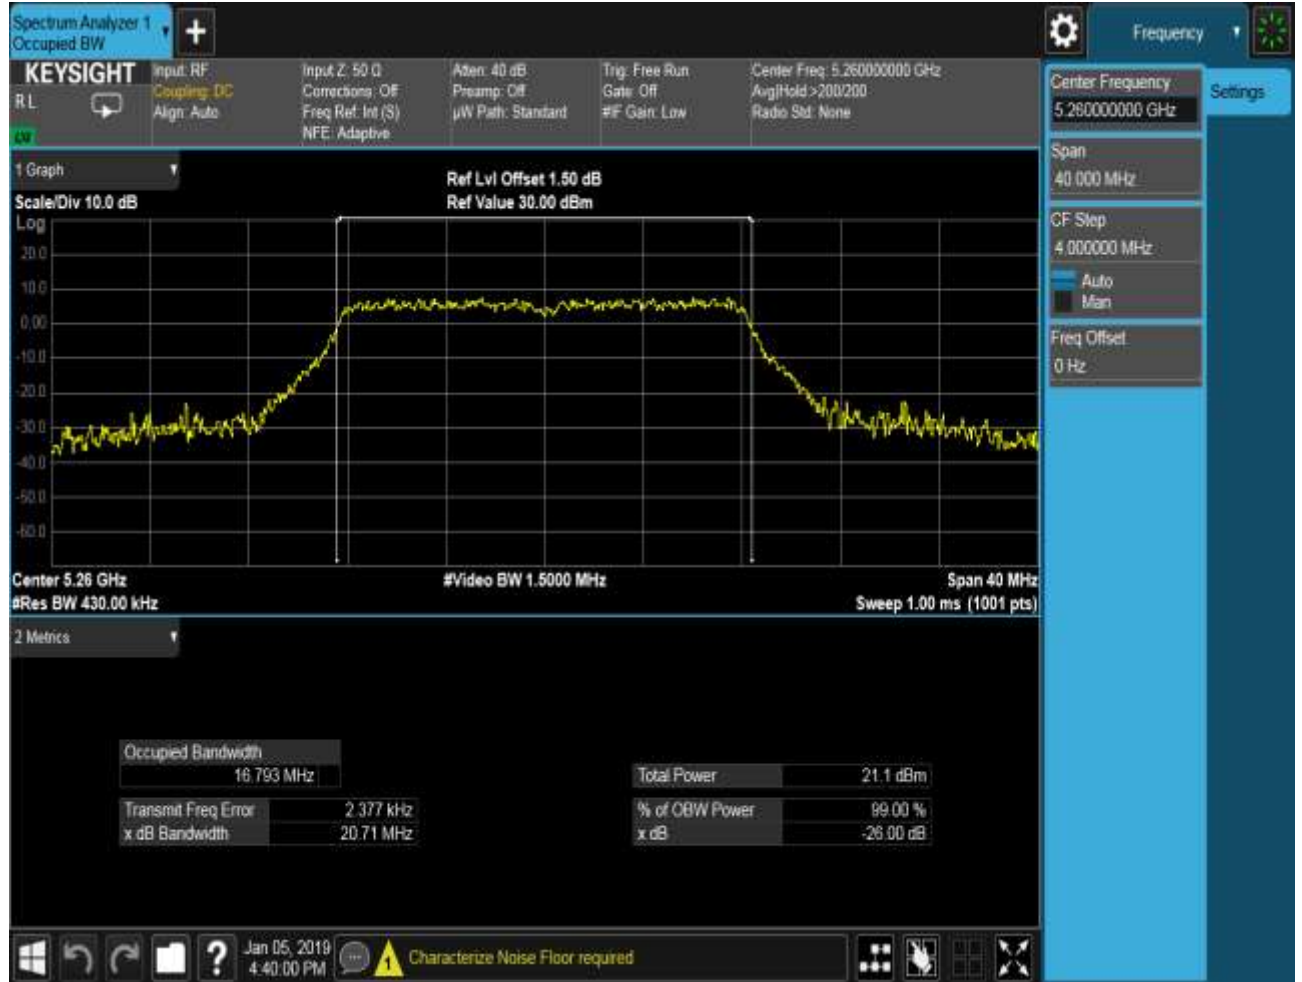 Spectrum Analyzer 1
Occupied BW
Frequency
KEYSIGHT
R L
Input: RF
Coupling: DC
Align: Auto
Input Z: 50 Ω
Corrections: Off
Freq Ref: Int (S)
NFE: Adaptive
Atten: 40 dB
Preamp: Off
µW Path: Standard
Trig: Free Run
Gate: Off
#IF Gain: Low
Center Freq: 5.260000000 GHz
Avg|Hold:>200/200
Radio Std: None
Center Frequency
5.260000000 GHz
Settings
Span
40.000 MHz
CF Step
4.000000 MHz
Auto
Man
Freq Offset
0 Hz
1 Graph
Scale/Div 10.0 dB
Ref Lvl Offset 1.50 dB
Ref Value 30.00 dBm
Log
20.0
10.0
0.00
-10.0
-20.0
-30.0
-40.0
-50.0
-60.0
Center 5.26 GHz
#Video BW 1.5000 MHz
Span 40 MHz
#Res BW 430.00 kHz
Sweep 1.00 ms (1001 pts)
2 Metrics
Occupied Bandwidth
16.793 MHz
Total Power 21.1 dBm
Transmit Freq Error 2.377 kHz
% of OBW Power 99.00 %
x dB Bandwidth 20.71 MHz
x dB -26.00 dB
?
Jan 05, 2019
4:40:00 PM
1
Characterize Noise Floor required